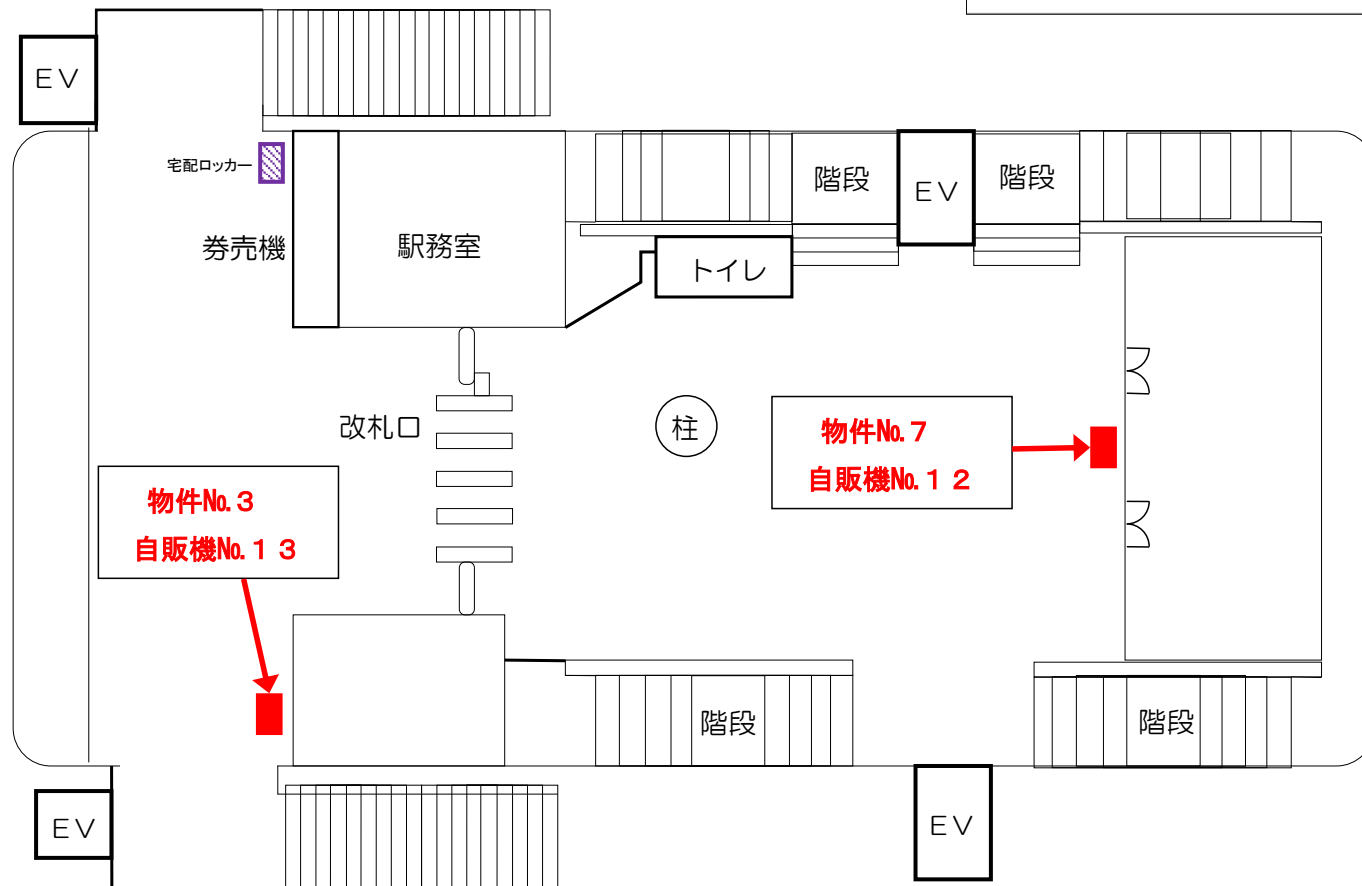 ＥＶ
宅配ロッカー
券売機
駅務室
階段
ＥＶ
階段
トイレ
改札口
柱
物件№.７
自販機№.１２
物件№.３
自販機№.１３
階段
階段
ＥＶ
ＥＶ